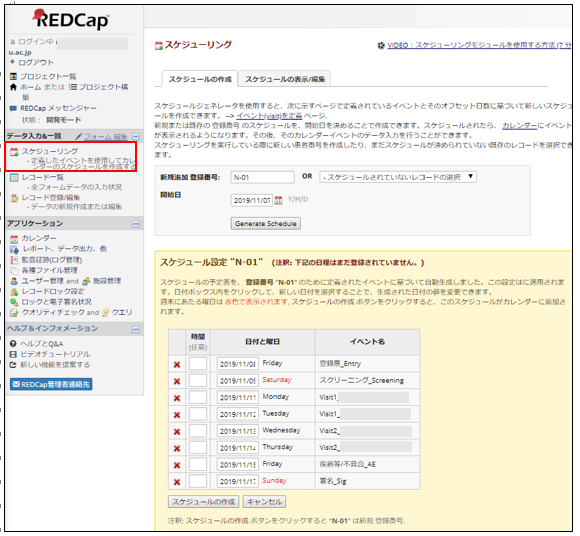 REDCap
ログイン中
u.ac.jp
ログアウト
プロジェクト一覧
ホーム または プロジェクト構築
REDCap メッセンジャー
状態： 開発モード
データ入力&一覧 フォーム 編集
スケジューリング
- 定義したイベントを使用してカレンダーのスケジュールを作成する
レコード一覧
- 全フォームデータの入力状況
レコード登録/編集
- データの新規作成または編集
アプリケーション
カレンダー
レポート、データ出力、他
監査証跡(ログ管理)
各種ファイル管理
ユーザー管理 and 施設管理
レコードロック設定
ロックと電子署名状況
クオリティチェック and クエリ
ヘルプ＆インフォメーション
ヘルプとQ&A
ビデオチュートリアル
新しい機能を提案する
REDCap管理者連絡先
スケジューリング
VIDEO：スケジューリングモジュールを使用する方法 (7 分
スケジュールの作成 スケジュールの表示/編集
スケジュールジェネレータを使用すると、次に示すページで定義されているイベントとそのオフセット日数に基づいて新しいスケジュ
ールを作成できます。 --> イベント(visit)を定義 ページ。
新規または既存の 登録番号 のスケジュールを、開始日を決めることで作成できます。スケジュールされたら、 カレンダーにイベント
が表示されるようになります。その後、そのカレンダーイベントのデータ入力を行うことができます。
スケジューリングを実行している際に新しい患者番号を作成したり、まだスケジュールが決められていない既存のレコードを選択でき
ます。
新規追加 登録番号: N-01 OR - スケジュールされていないレコードの選択
開始日 2019/11/07 Y/M/D
Generate Schedule
スケジュール設定 "N-01" (注釈: 下記の日程はまだ登録されていません。)
スケジュールの予定表を、 登録番号 "N-01" のために定義されたイベントに基づいて自動生成しました。この設定はに適用されま
す、日付ボックス内をクリックして、新しい日付を選択することで、生成された日付の値を変更できます。
週末にあたる曜日は 赤色で表示されます, スケジュールの作成 ボタンをクリックすると、このスケジュールがカレンダーに追加さ
れます。
時間
(任意) 日付と曜日 イベント名
2019/11/08 Friday 登録票_Entry
2019/11/09 Saturday スクリーニング_Screening
2019/11/11 Monday Visit1_
2019/11/12 Tuesday Visit1_
2019/11/13 Wednesday Visit2_
2019/11/14 Thursday Visit2_
2019/11/15 Friday 疾病等/不具合_AE
2019/11/17 Sunday 署名_Sig
スケジュールの作成 キャンセル
注釈: スケジュールの作成 ボタンをクリックすると "N-01" は新規 登録番号.